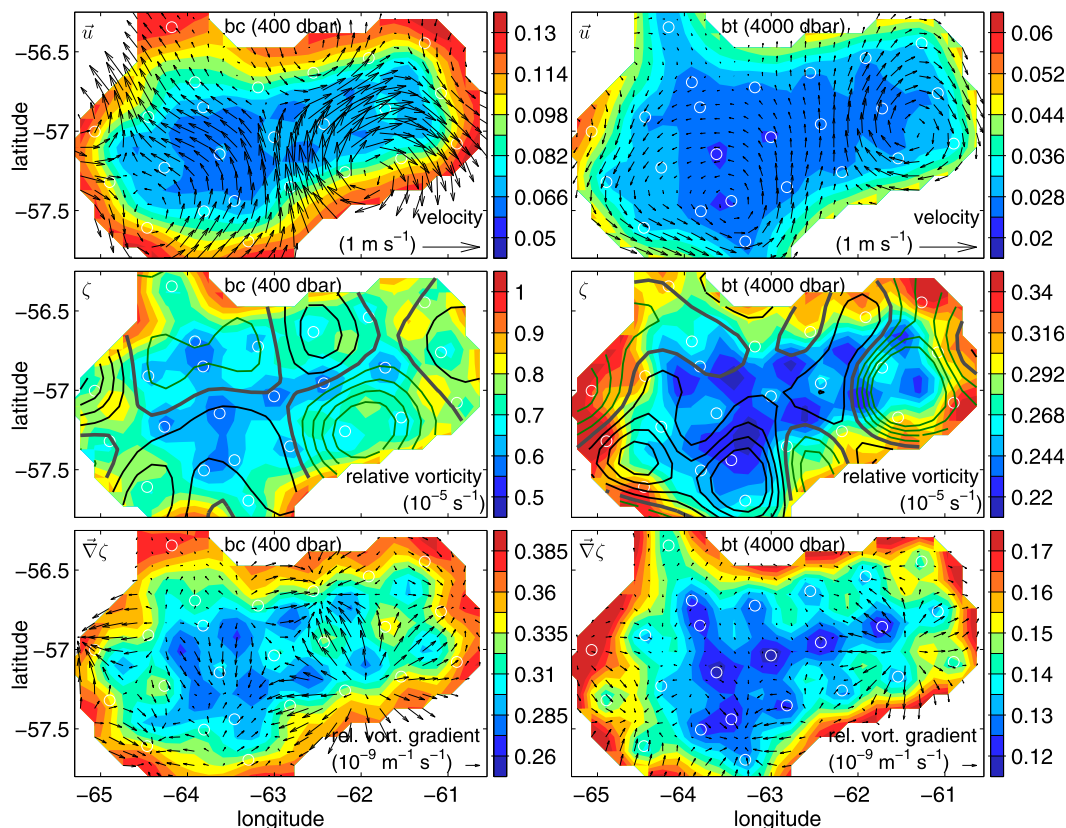 u⃗ bc (400 dbar)
−56.5
−57
−57.5
latitude
velocity
(1 m s⁻¹)
0.13
0.114
0.098
0.082
0.066
0.05
u⃗ bt (4000 dbar)
velocity
(1 m s⁻¹)
0.06
0.052
0.044
0.036
0.028
0.02
ζ bc (400 dbar)
−56.5
−57
−57.5
latitude
relative vorticity
(10⁻⁵ s⁻¹)
1
0.9
0.8
0.7
0.6
0.5
ζ bt (4000 dbar)
relative vorticity
(10⁻⁵ s⁻¹)
0.34
0.316
0.292
0.268
0.244
0.22
∇⃗ζ bc (400 dbar)
−56.5
−57
−57.5
latitude
rel. vort. gradient
(10⁻⁹ m⁻¹ s⁻¹)
0.385
0.36
0.335
0.31
0.285
0.26
−65 −64 −63 −62 −61
longitude
∇⃗ζ bt (4000 dbar)
rel. vort. gradient
(10⁻⁹ m⁻¹ s⁻¹)
0.17
0.16
0.15
0.14
0.13
0.12
−65 −64 −63 −62 −61
longitude